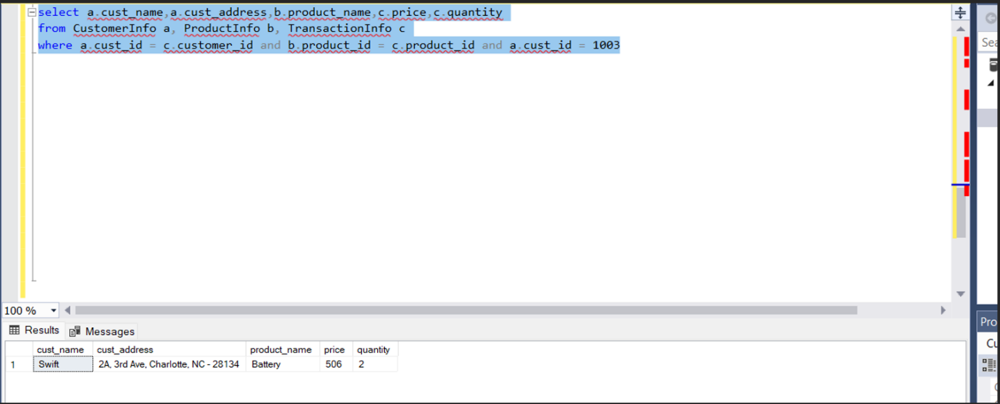 select a.cust_name,a.cust_address,b.product_name,c.price,c.quantity
from CustomerInfo a, ProductInfo b, TransactionInfo c
where a.cust_id = c.customer_id and b.product_id = c.product_id and a.cust_id = 1003
Sea
100 %
Results Messages
Pro
Cu
cust_name cust_address product_name price quantity
1 Swift 2A, 3rd Ave, Charlotte, NC - 28134 Battery 506 2